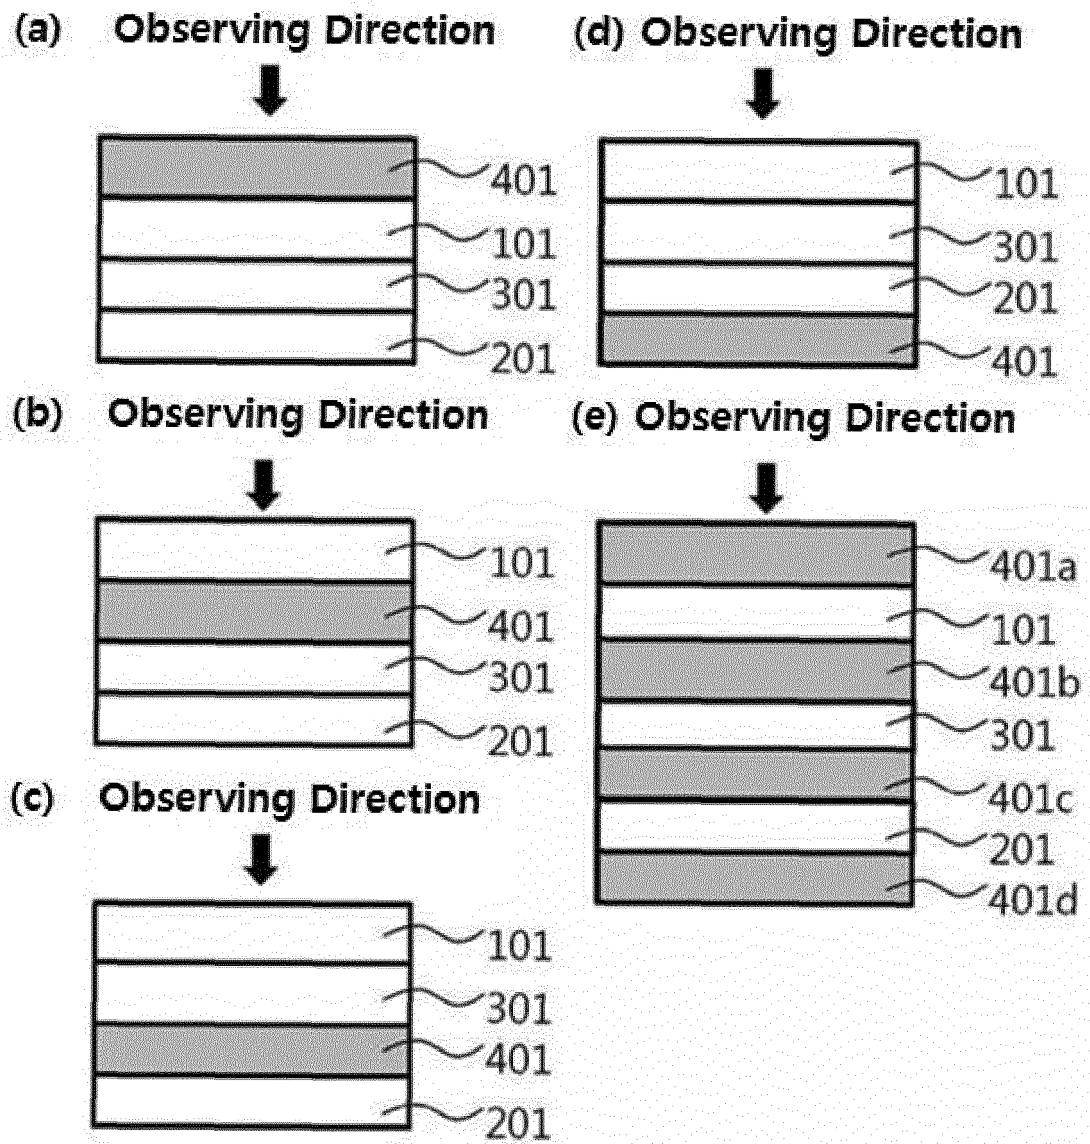 (a) Observing Direction
401
101
301
201
(b) Observing Direction
101
401
301
201
(c) Observing Direction
101
301
401
201
(d) Observing Direction
101
301
201
401
(e) Observing Direction
401a
101
401b
301
401c
201
401d